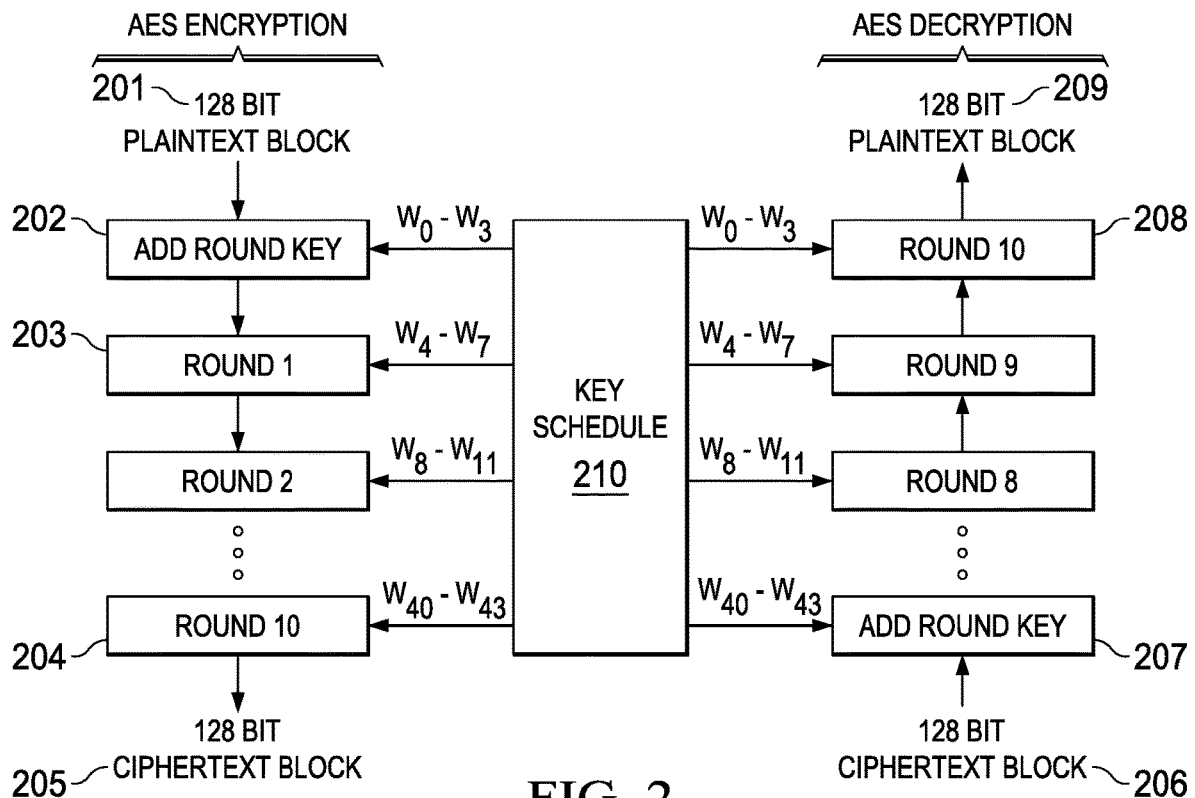 AES ENCRYPTION
AES DECRYPTION
201
128 BIT
PLAINTEXT BLOCK
209
128 BIT
PLAINTEXT BLOCK
202
ADD ROUND KEY
W0 - W3
W0 - W3
ROUND 10
208
203
ROUND 1
W4 - W7
W4 - W7
ROUND 9
KEY
SCHEDULE
210
ROUND 2
W8 - W11
W8 - W11
ROUND 8
204
ROUND 10
W40 - W43
W40 - W43
ADD ROUND KEY
207
128 BIT
CIPHERTEXT BLOCK
205
128 BIT
CIPHERTEXT BLOCK
206
FIG. 2